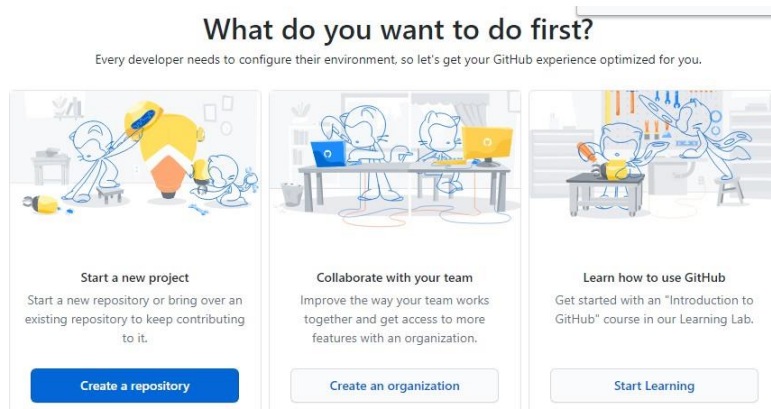 What do you want to do first?
Every developer needs to configure their environment, so let's get your GitHub experience optimized for you.
Start a new project
Start a new repository or bring over an
existing repository to keep contributing
to it.
Create a repository
Collaborate with your team
Improve the way your team works
together and get access to more
features with an organization.
Create an organization
Learn how to use GitHub
Get started with an "Introduction to
GitHub" course in our Learning Lab.
Start Learning